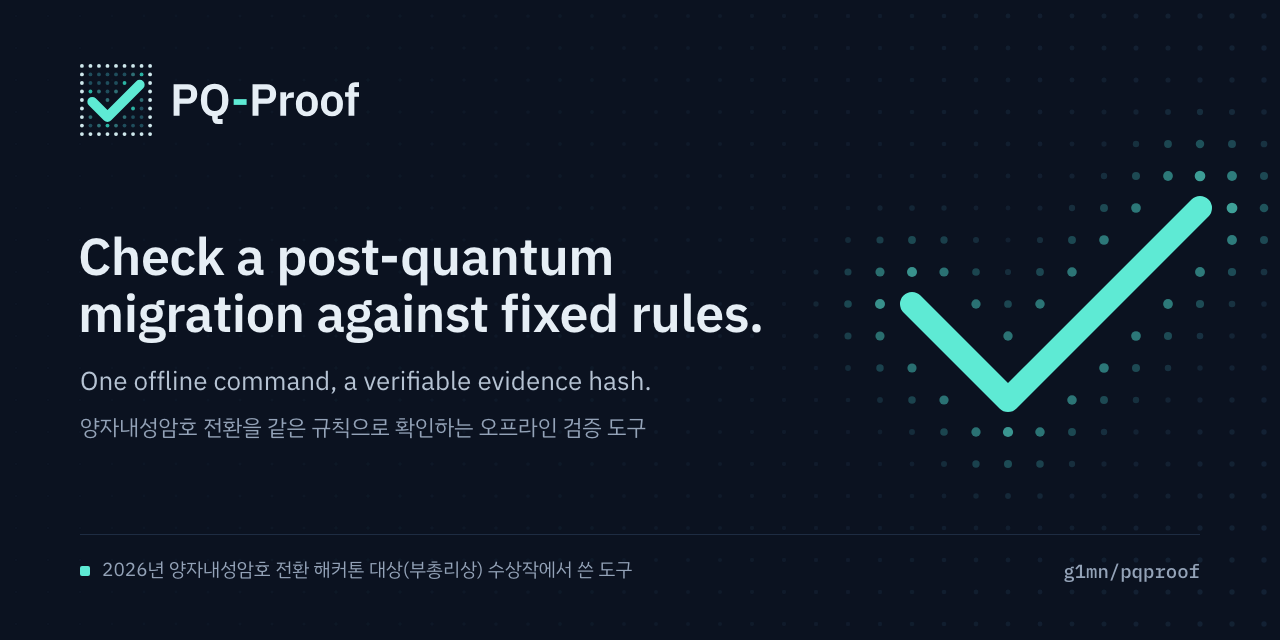 PQ-Proof
Check a post-quantum
migration against fixed rules.
One offline command, a verifiable evidence hash.
양자내성암호 전환을 같은 규칙으로 확인하는 오프라인 검증 도구
2026년 양자내성암호 전환 해커톤 대상(부총리상) 수상작에서 쓴 도구
g1mn/pqproof